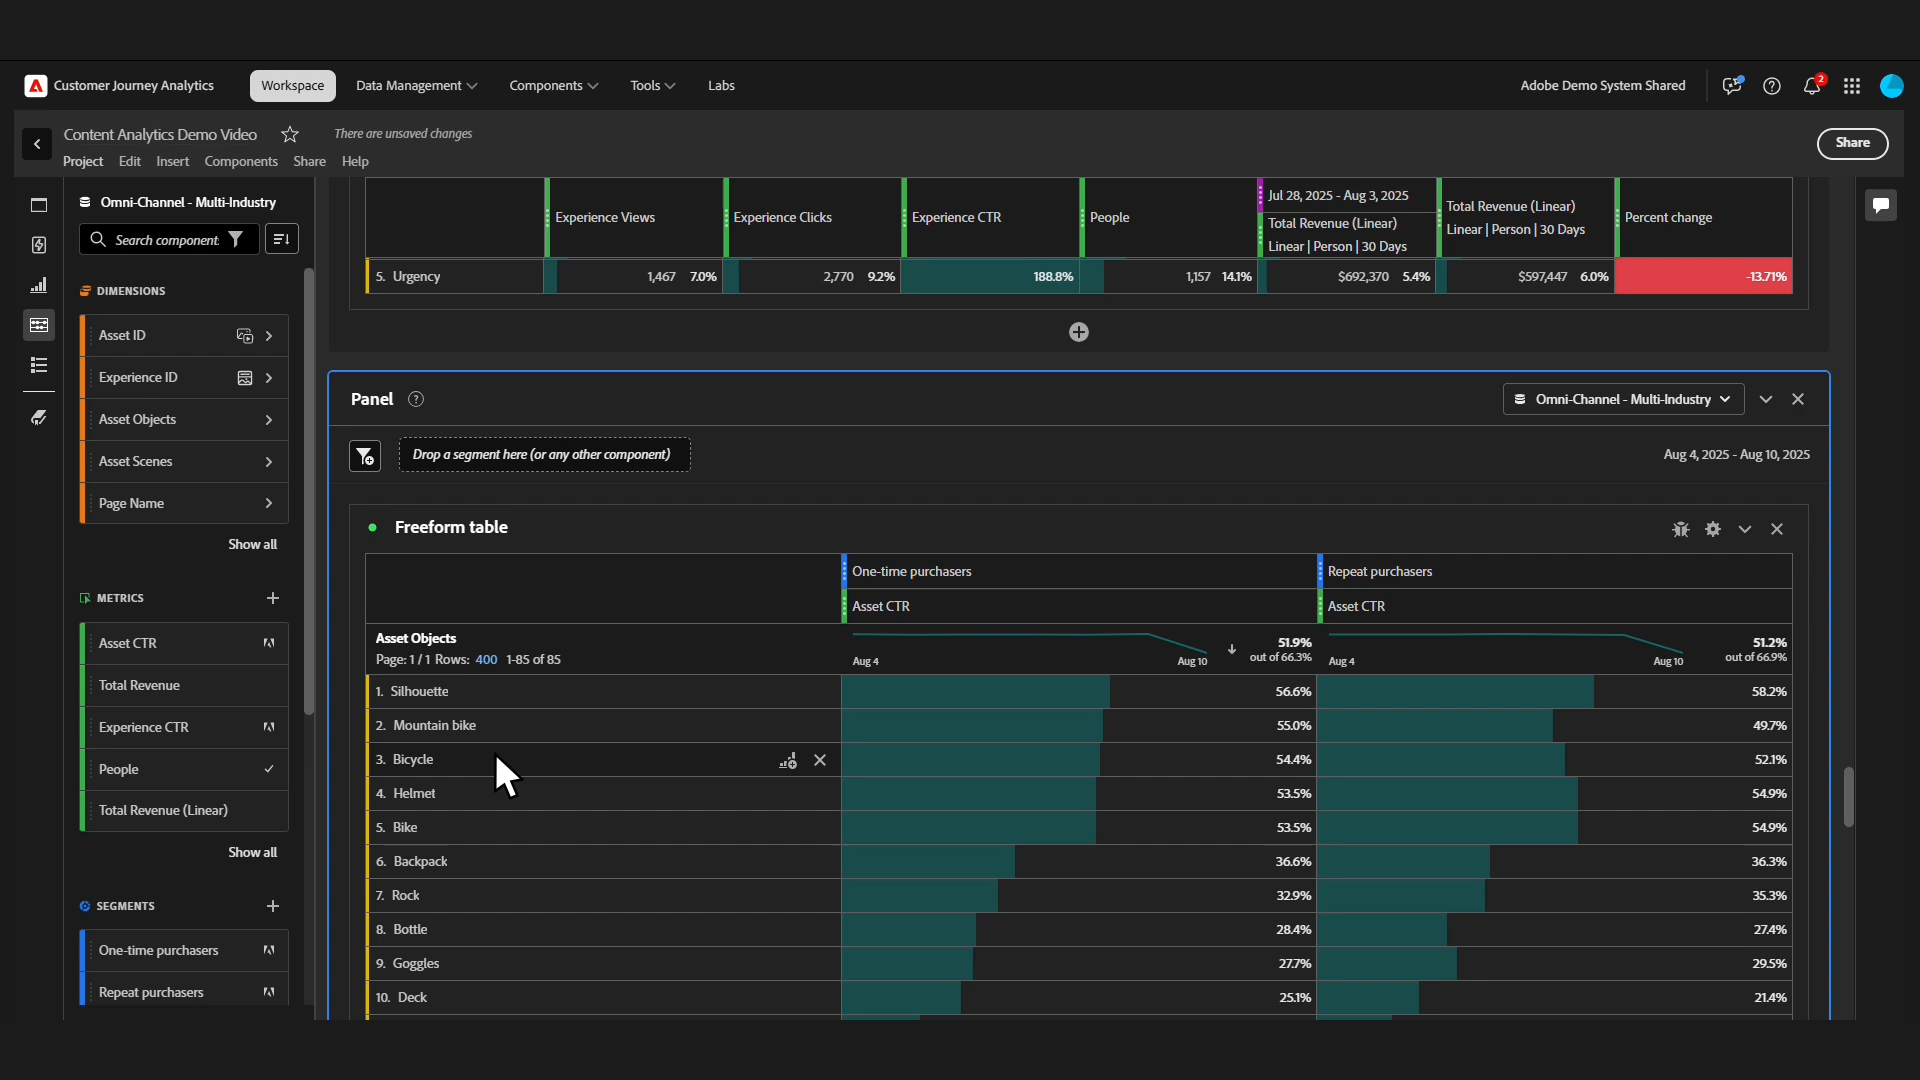 Customer Journey Analytics
Workspace
Data Management
Components
Tools
Labs
Adobe Demo System Shared
2
Content Analytics Demo Video
There are unsaved changes
Share
Project Edit Insert Components Share Help
Omni-Channel - Multi-Industry
Search component
DIMENSIONS
Asset ID
Experience ID
Asset Objects
Asset Scenes
Page Name
Show all
METRICS
Asset CTR
Total Revenue
Experience CTR
People
Total Revenue (Linear)
Show all
SEGMENTS
One-time purchasers
Repeat purchasers
Experience Views
Experience Clicks
Experience CTR
People
Jul 28, 2025 - Aug 3, 2025
Total Revenue (Linear)
Linear | Person | 30 Days
Total Revenue (Linear)
Linear | Person | 30 Days
Percent change
5. Urgency 1,467 7.0% 2,770 9.2% 188.8% 1,157 14.1% $692,370 5.4% $597,447 6.0% -13.71%
Panel
Omni-Channel - Multi-Industry
Drop a segment here (or any other component)
Aug 4, 2025 - Aug 10, 2025
Freeform table
One-time purchasers Repeat purchasers
Asset CTR Asset CTR
Asset Objects
Page: 1 / 1 Rows: 400 1-85 of 85
Aug 4 Aug 10
51.9%
out of 66.3%
Aug 4 Aug 10
51.2%
out of 66.9%
1. Silhouette 56.6% 58.2%
2. Mountain bike 55.0% 49.7%
3. Bicycle 54.4% 52.1%
4. Helmet 53.5% 54.9%
5. Bike 53.5% 54.9%
6. Backpack 36.6% 36.3%
7. Rock 32.9% 35.3%
8. Bottle 28.4% 27.4%
9. Goggles 27.7% 29.5%
10. Deck 25.1% 21.4%